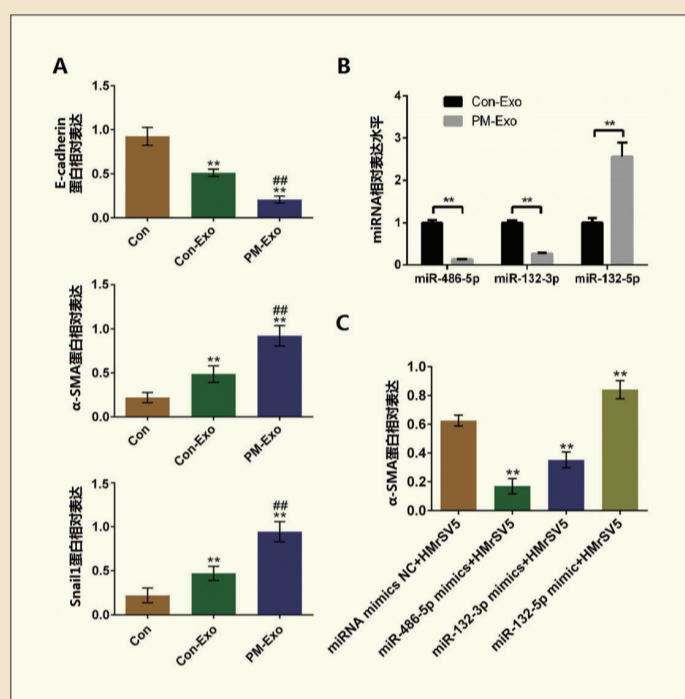 A
E-cadherin
蛋白相对表达
1.5
1.0
0.5
0.0
**
##
**
Con
Con-Exo
PM-Exo
α-SMA蛋白相对表达
1.5
1.0
0.5
0.0
**
##
**
Con
Con-Exo
PM-Exo
Snail1蛋白相对表达
1.5
1.0
0.5
0.0
**
##
**
Con
Con-Exo
PM-Exo
B
miRNA相对表达水平
4
3
2
1
0
Con-Exo
PM-Exo
**
**
**
miR-486-5p
miR-132-3p
miR-132-5p
C
α-SMA蛋白相对表达
1.0
0.8
0.6
0.4
0.2
0.0
**
**
**
miRNA mimics NC+HMrSV5
miR-486-5p mimics+HMrSV5
miR-132-3p mimics+HMrSV5
miR-132-5p mimic+HMrSV5